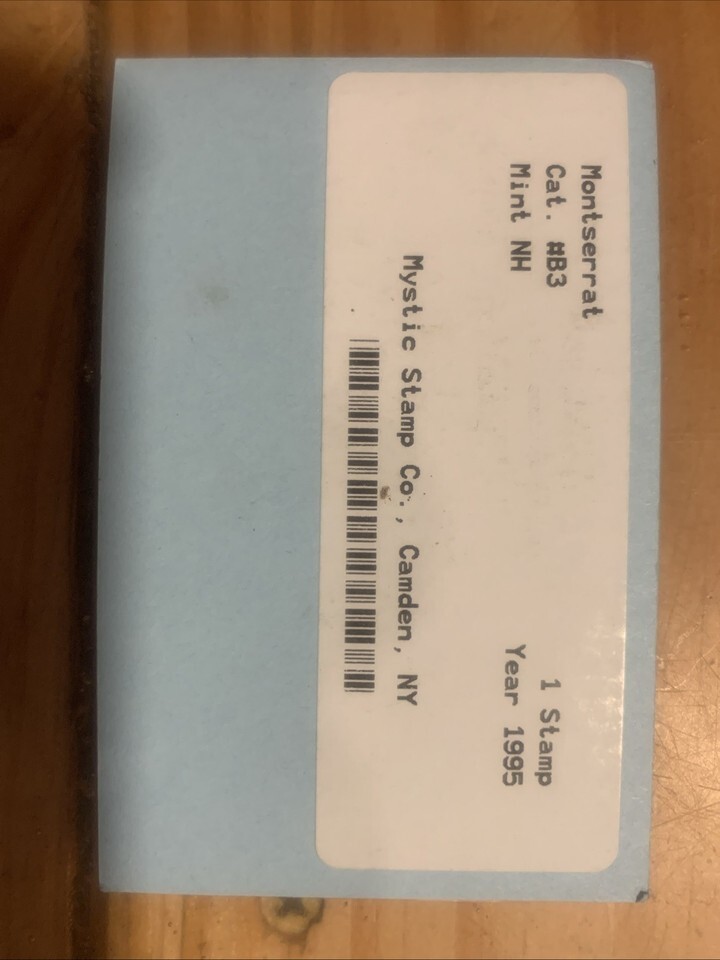 Montserrat
Cat. #B3 1 Stamp
Mint NH Year 1995
Mystic Stamp Co., Camden, NY